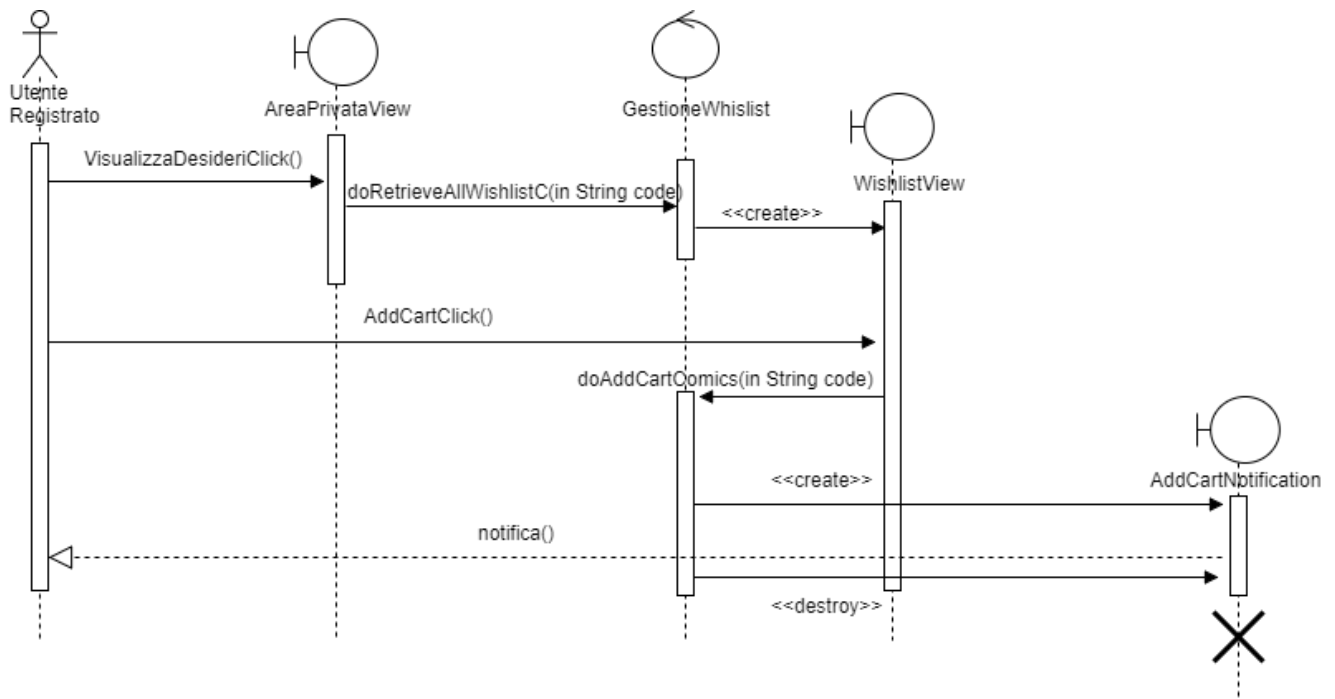 Utente
Registrato
AreaPrivataView
GestioneWhislist
WishlistView
VisualizzaDesideriClick()
doRetrieveAllWishlistC(in String code)
<<create>>
AddCartClick()
doAddCartComics(in String code)
<<create>>
AddCartNotification
notifica()
<<destroy>>